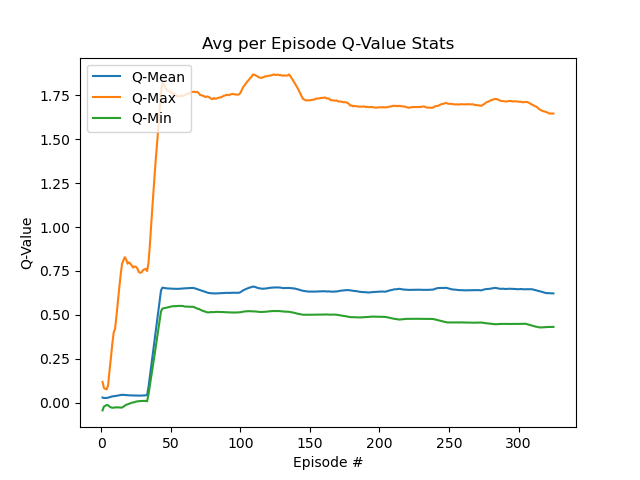 Avg per Episode Q-Value Stats
Q-Mean
Q-Max
Q-Min
Q-Value
1.75
1.50
1.25
1.00
0.75
0.50
0.25
0.00
0 50 100 150 200 250 300
Episode #